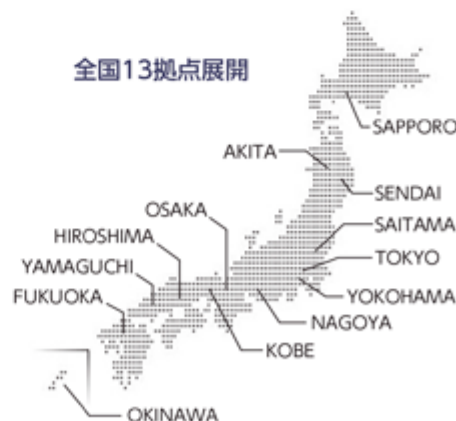 全国13拠点展開
SAPPORO
AKITA
SENDAI
OSAKA
SAITAMA
HIROSHIMA
TOKYO
YAMAGUCHI
YOKOHAMA
FUKUOKA
NAGOYA
KOBE
OKINAWA